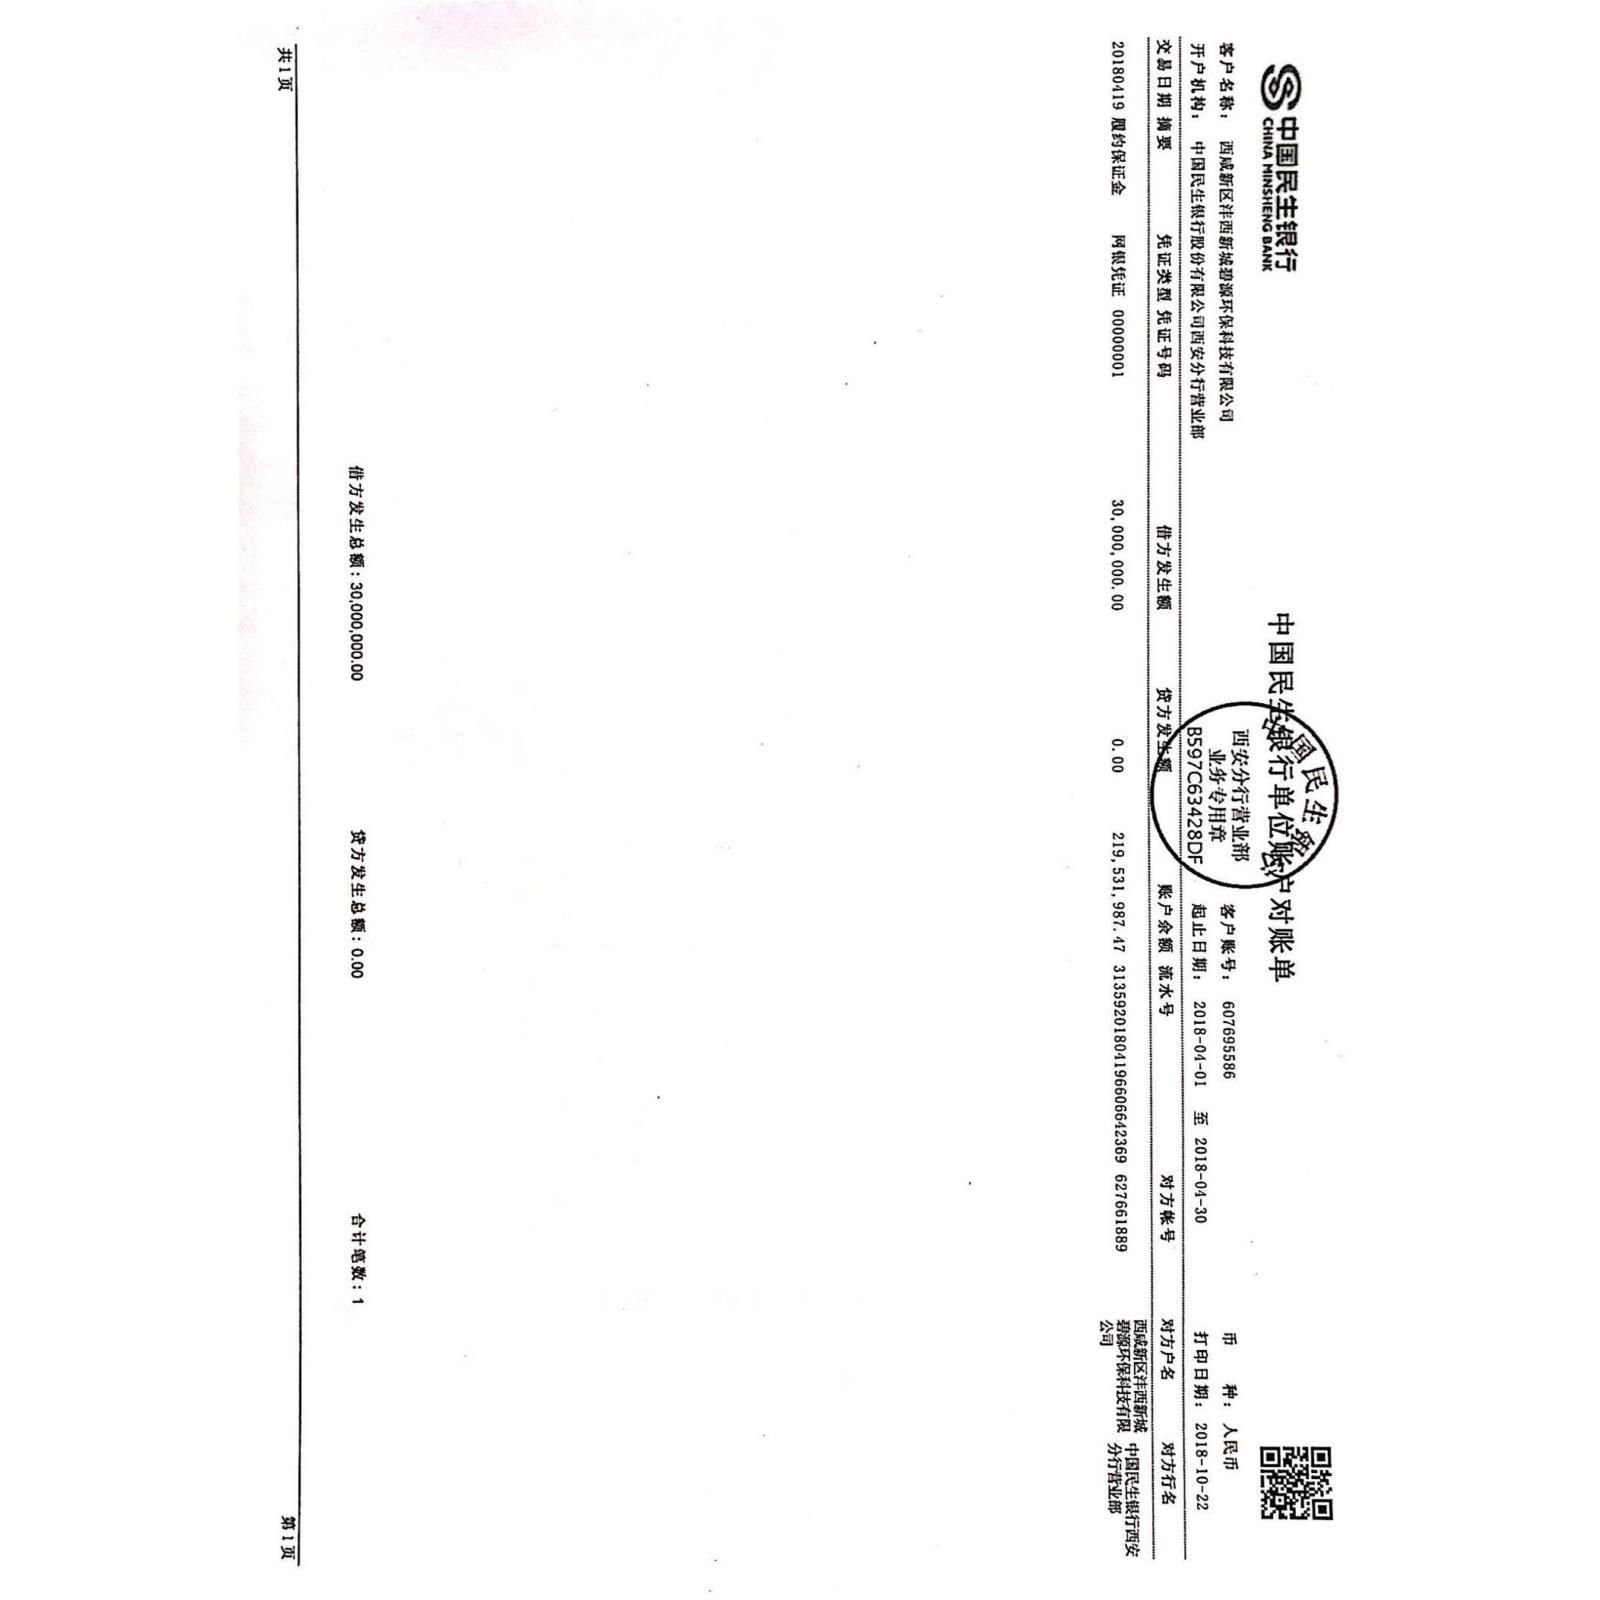 中国民生银行
CHINA MINSHENG BANK
中国民生银行单位账户对账单
中国民生银行
西安分行营业部
业务专用章
B597C63428DF
客户名称： 西咸新区沣西新城碧源环保科技有限公司 客户账号： 607695586 币 种： 人民币
开户机构： 中国民生银行股份有限公司西安分行营业部 起止日期： 2018-04-01 至 2018-04-30 打印日期： 2018-10-22
交易日期 摘要 凭证类型 凭证号码 借方发生额 贷方发生额 账户余额 流水号 对方帐号 对方户名 对方行名
20180419 履约保证金 网银凭证 00000001 30,000,000.00 0.00 219,531,987.47 31359201804196606642369 627661889
西咸新区沣西新城
碧源环保科技有限
公司
中国民生银行西安
分行营业部
借方发生总额：30,000,000.00 贷方发生总额：0.00 合计笔数：1
共1页 第1页